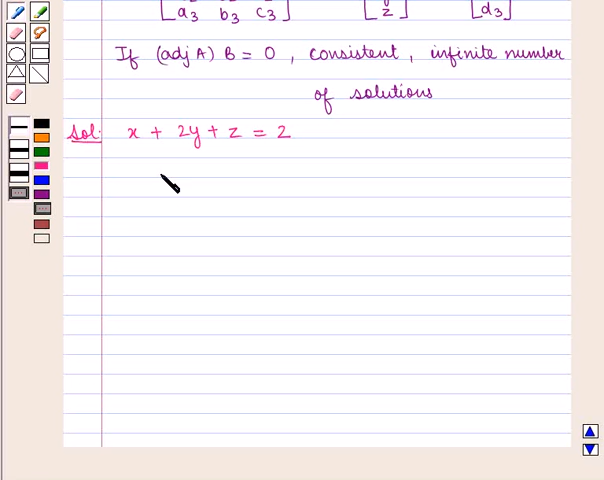 a₃ b₃ c₃ z d₃
If (adj A) B = 0, consistent, infinite number
of solutions
Sol: x + 2y + z = 2